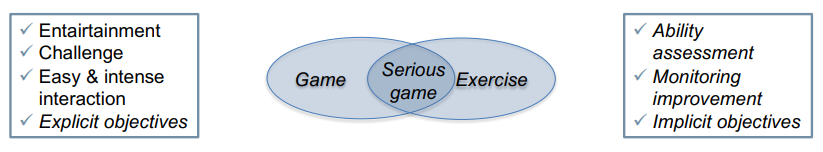 ✓ Entairtainment
✓ Challenge
✓ Easy & intense
interaction
✓ Explicit objectives
Game
Serious
game
Exercise
✓ Ability
assessment
✓ Monitoring
improvement
✓ Implicit objectives